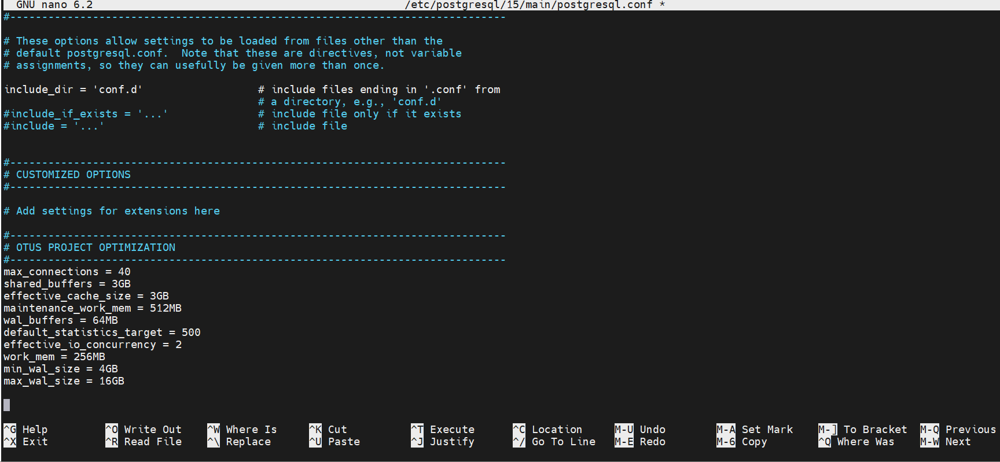 GNU nano 6.2 /etc/postgresql/15/main/postgresql.conf *
#------------------------------------------------------------------------------
# These options allow settings to be loaded from files other than the
# default postgresql.conf.  Note that these are directives, not variable
# assignments, so they can usefully be given more than once.
include_dir = 'conf.d'                  # include files ending in '.conf' from
                                        # a directory, e.g., 'conf.d'
#include_if_exists = '...'              # include file only if it exists
#include = '...'                        # include file
#------------------------------------------------------------------------------
# CUSTOMIZED OPTIONS
#------------------------------------------------------------------------------
# Add settings for extensions here
#------------------------------------------------------------------------------
# OTUS PROJECT OPTIMIZATION
#------------------------------------------------------------------------------
max_connections = 40
shared_buffers = 3GB
effective_cache_size = 3GB
maintenance_work_mem = 512MB
wal_buffers = 64MB
default_statistics_target = 500
effective_io_concurrency = 2
work_mem = 256MB
min_wal_size = 4GB
max_wal_size = 16GB
^G Help ^O Write Out ^W Where Is ^K Cut ^T Execute ^C Location M-U Undo M-A Set Mark M-] To Bracket M-Q Previous
^X Exit ^R Read File ^\ Replace ^U Paste ^J Justify ^/ Go To Line M-E Redo M-6 Copy ^Q Where Was M-W Next